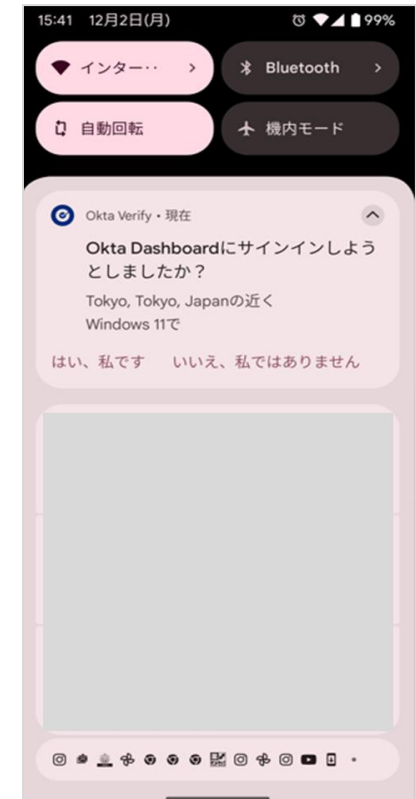 15:41 12月2日(月) 99%
インター‥ Bluetooth
自動回転 機内モード
Okta Verify・現在
Okta Dashboardにサインインしよう
としましたか？
Tokyo, Tokyo, Japanの近く
Windows 11で
はい、私です いいえ、私ではありません